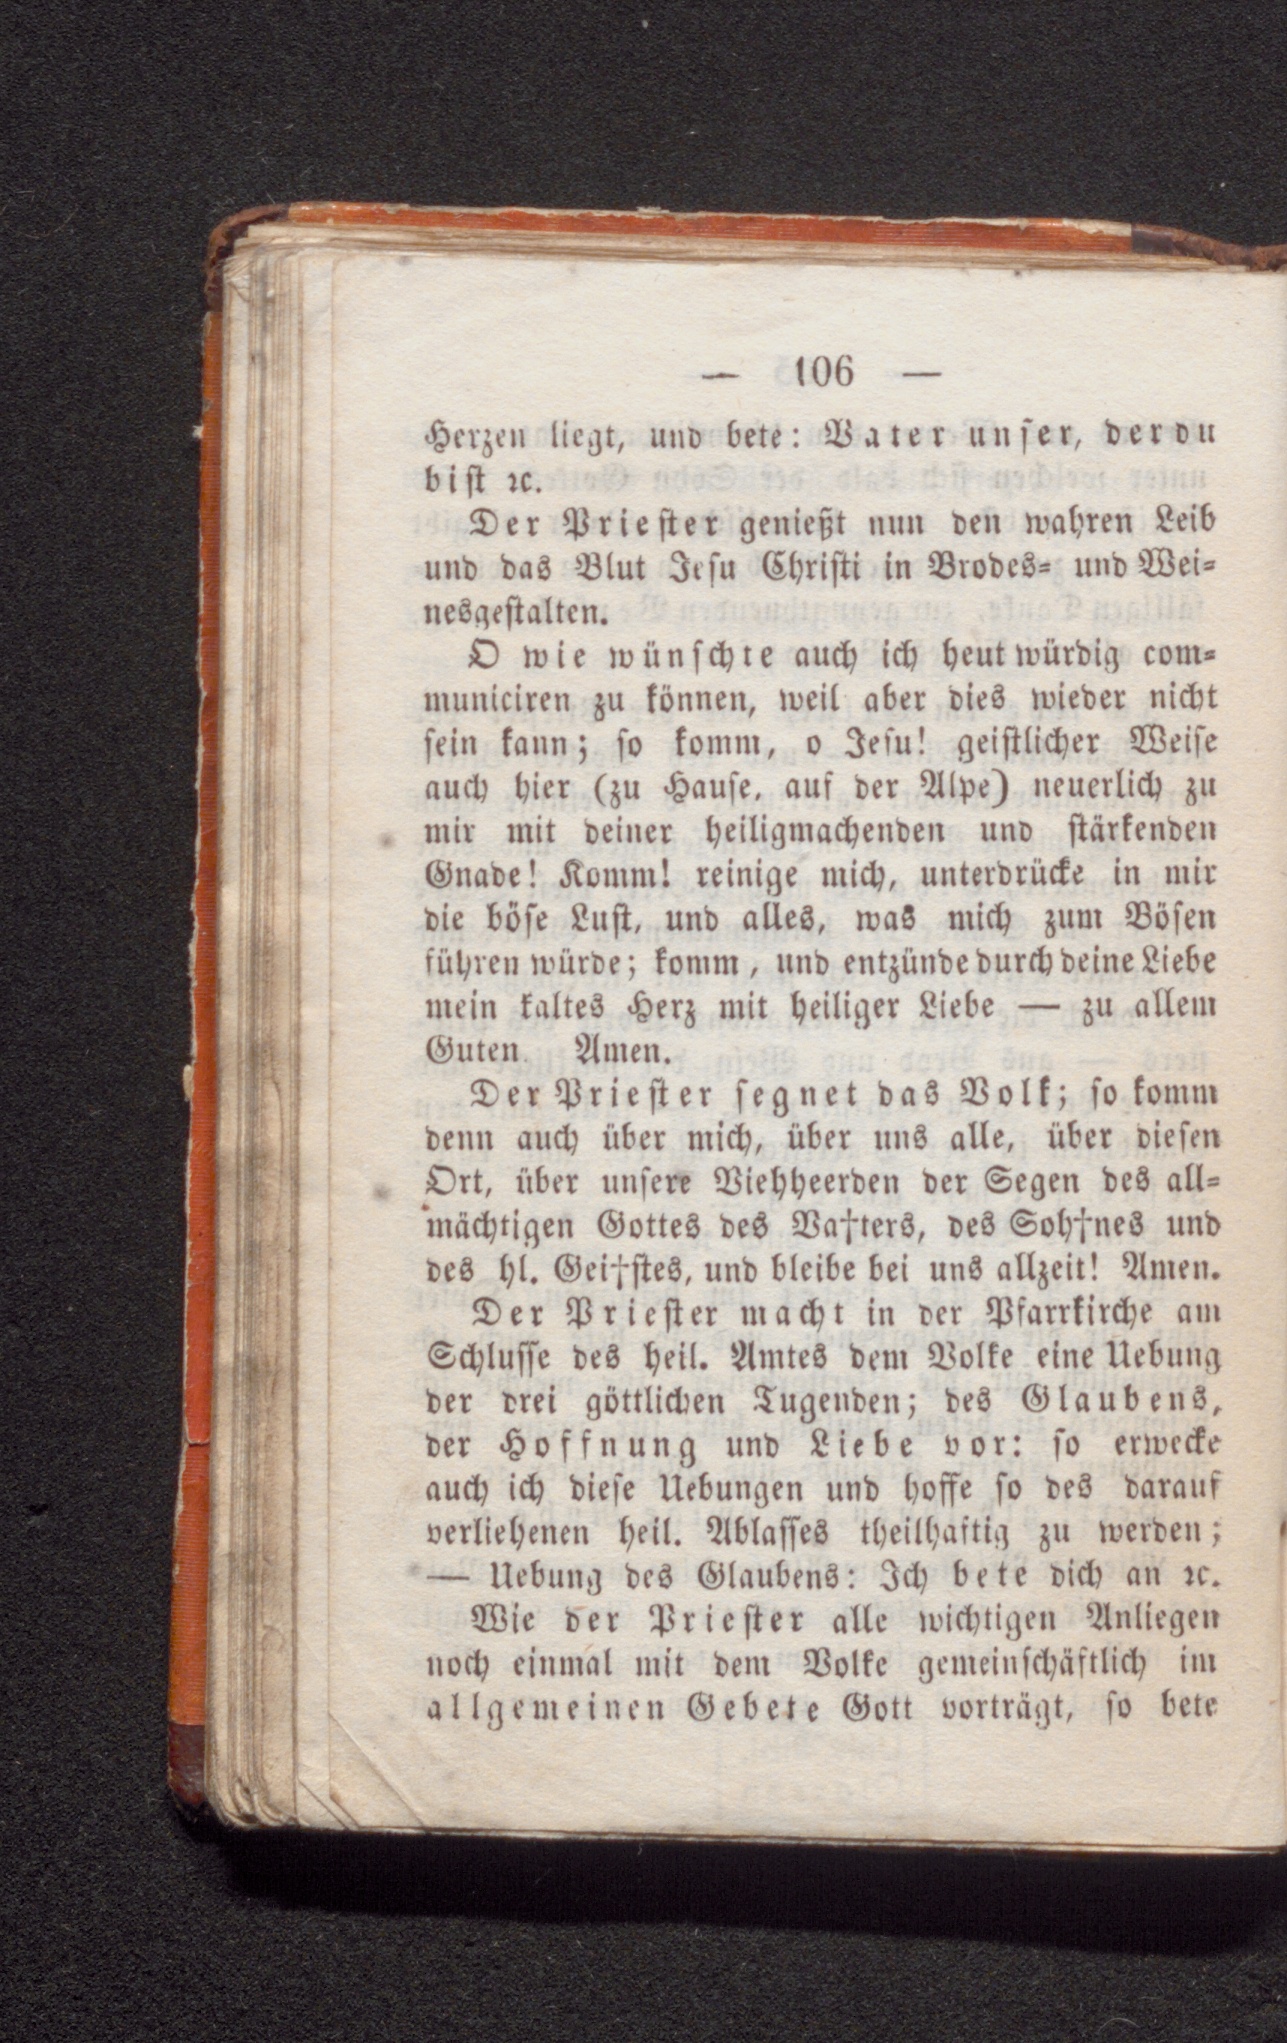 — 106 —
Herzen liegt, und bete: Vater unser, der du
bist ꝛc.
Der Priester genießt nun den wahren Leib
und das Blut Jesu Christi in Brodes- und Wei-
nesgestalten.
O wie wünschte auch ich heut würdig com-
municiren zu können, weil aber dies wieder nicht
sein kann; so komm, o Jesu! geistlicher Weise
auch hier (zu Hause, auf der Alpe) neuerlich zu
mir mit deiner heiligmachenden und stärkenden
Gnade! Komm! reinige mich, unterdrücke in mir
die böse Lust, und alles, was mich zum Bösen
führen würde; komm, und entzünde durch deine Liebe
mein kaltes Herz mit heiliger Liebe — zu allem
Guten. Amen.
Der Priester segnet das Volk; so komm
denn auch über mich, über uns alle, über diesen
Ort, über unsere Viehheerden der Segen des all-
mächtigen Gottes des Va†ters, des Soh†nes und
des hl. Gei†stes, und bleibe bei uns allzeit! Amen.
Der Priester macht in der Pfarrkirche am
Schlusse des heil. Amtes dem Volke eine Uebung
der drei göttlichen Tugenden; des Glaubens,
der Hoffnung und Liebe vor: so erwecke
auch ich diese Uebungen und hoffe so des darauf
verliehenen heil. Ablasses theilhaftig zu werden;
— Uebung des Glaubens: Ich bete dich an ꝛc.
Wie der Priester alle wichtigen Anliegen
noch einmal mit dem Volke gemeinschäftlich im
allgemeinen Gebete Gott vorträgt, so bete